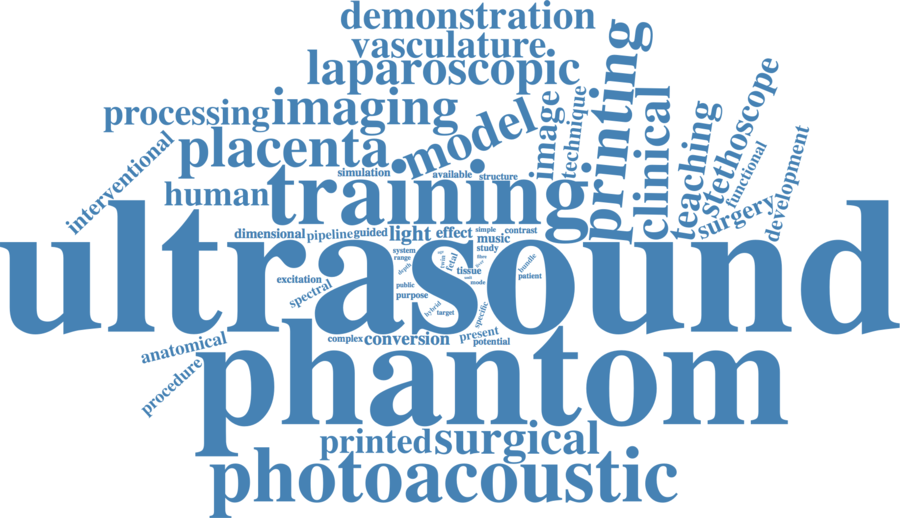 demonstration
vasculature
laparoscopic
processing
imaging
placenta
model
image
technique
printing
clinical
teaching
stethoscope
functional
surgery
development
interventional
human
simulation
available
structure
training
ultrasound
dimensional
pipeline
guided
light
effect
simple
contrast
music
study
system
range
depth
twin
fetal
fibre
tissue
mode
bundle
patient
excitation
spectral
public
purpose
hybrid
target
specific
complex
conversion
present
potential
anatomical
procedure
phantom
printed
surgical
photoacoustic